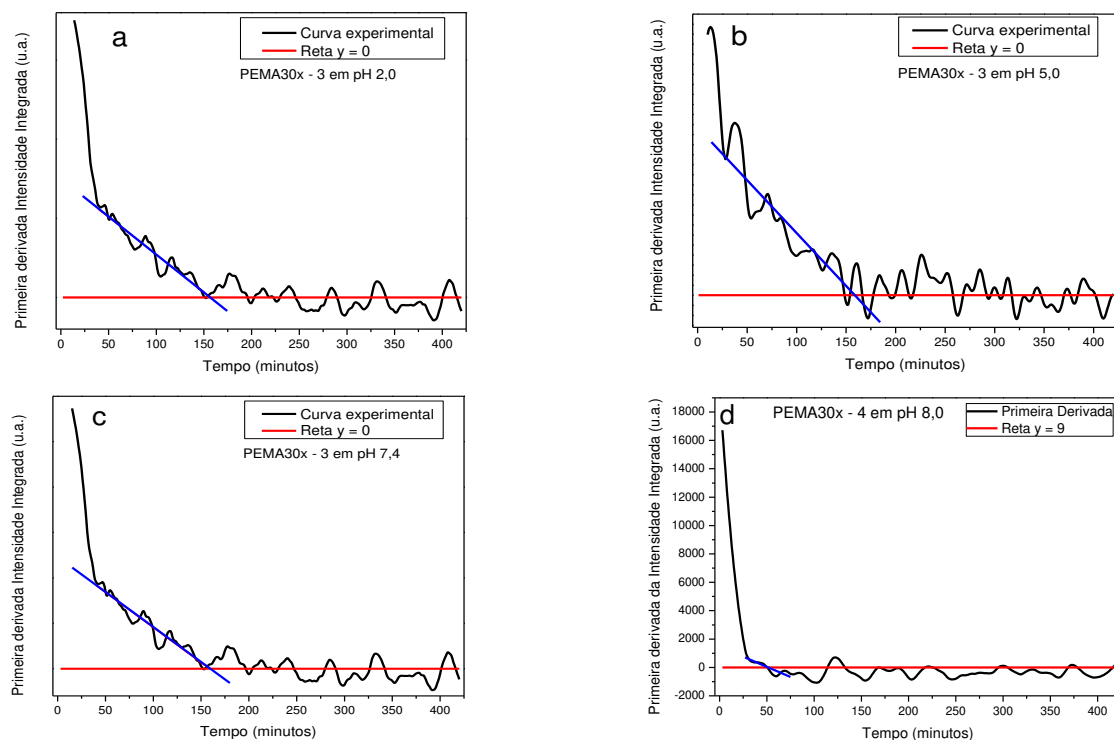 a
Curva experimental
Reta y = 0
PEMA30x - 3 em pH 2,0
Primeira derivada Intensidade Integrada (u.a.)
0 50 100 150 200 250 300 350 400
Tempo (minutos)
b
Curva experimental
Reta y = 0
PEMA30x - 3 em pH 5,0
Primeira derivada Intensidade Integrada (u.a.)
0 50 100 150 200 250 300 350 400
Tempo (minutos)
c
Curva experimental
Reta y = 0
PEMA30x - 3 em pH 7,4
Primeira derivada Intensidade Integrada (u.a.)
0 50 100 150 200 250 300 350 400
Tempo (minutos)
d
PEMA30x - 4 em pH 8,0
Primeira Derivada
Reta y = 9
Primeira derivada da Intensidade Integrada (u.a.)
18000
16000
14000
12000
10000
8000
6000
4000
2000
0
-2000
0 50 100 150 200 250 300 350 400
Tempo (minutos)